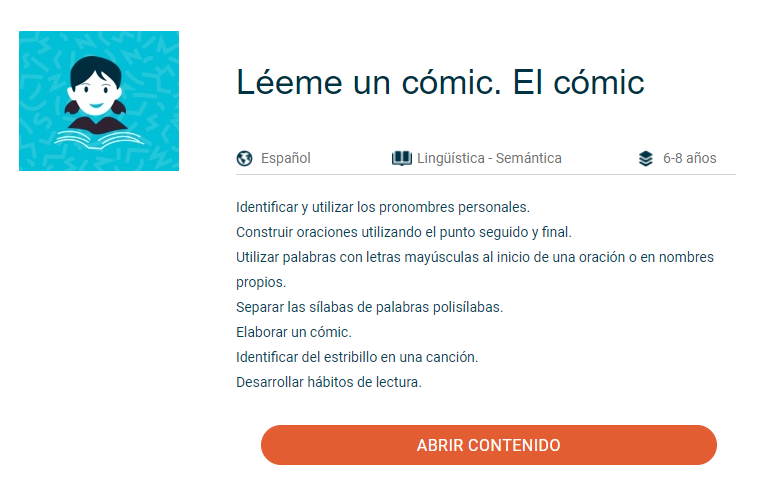 Léeme un cómic. El cómic
Español
Lingüística - Semántica
6-8 años
Identificar y utilizar los pronombres personales.
Construir oraciones utilizando el punto seguido y final.
Utilizar palabras con letras mayúsculas al inicio de una oración o en nombres
propios.
Separar las sílabas de palabras polisílabas.
Elaborar un cómic.
Identificar del estribillo en una canción.
Desarrollar hábitos de lectura.
ABRIR CONTENIDO